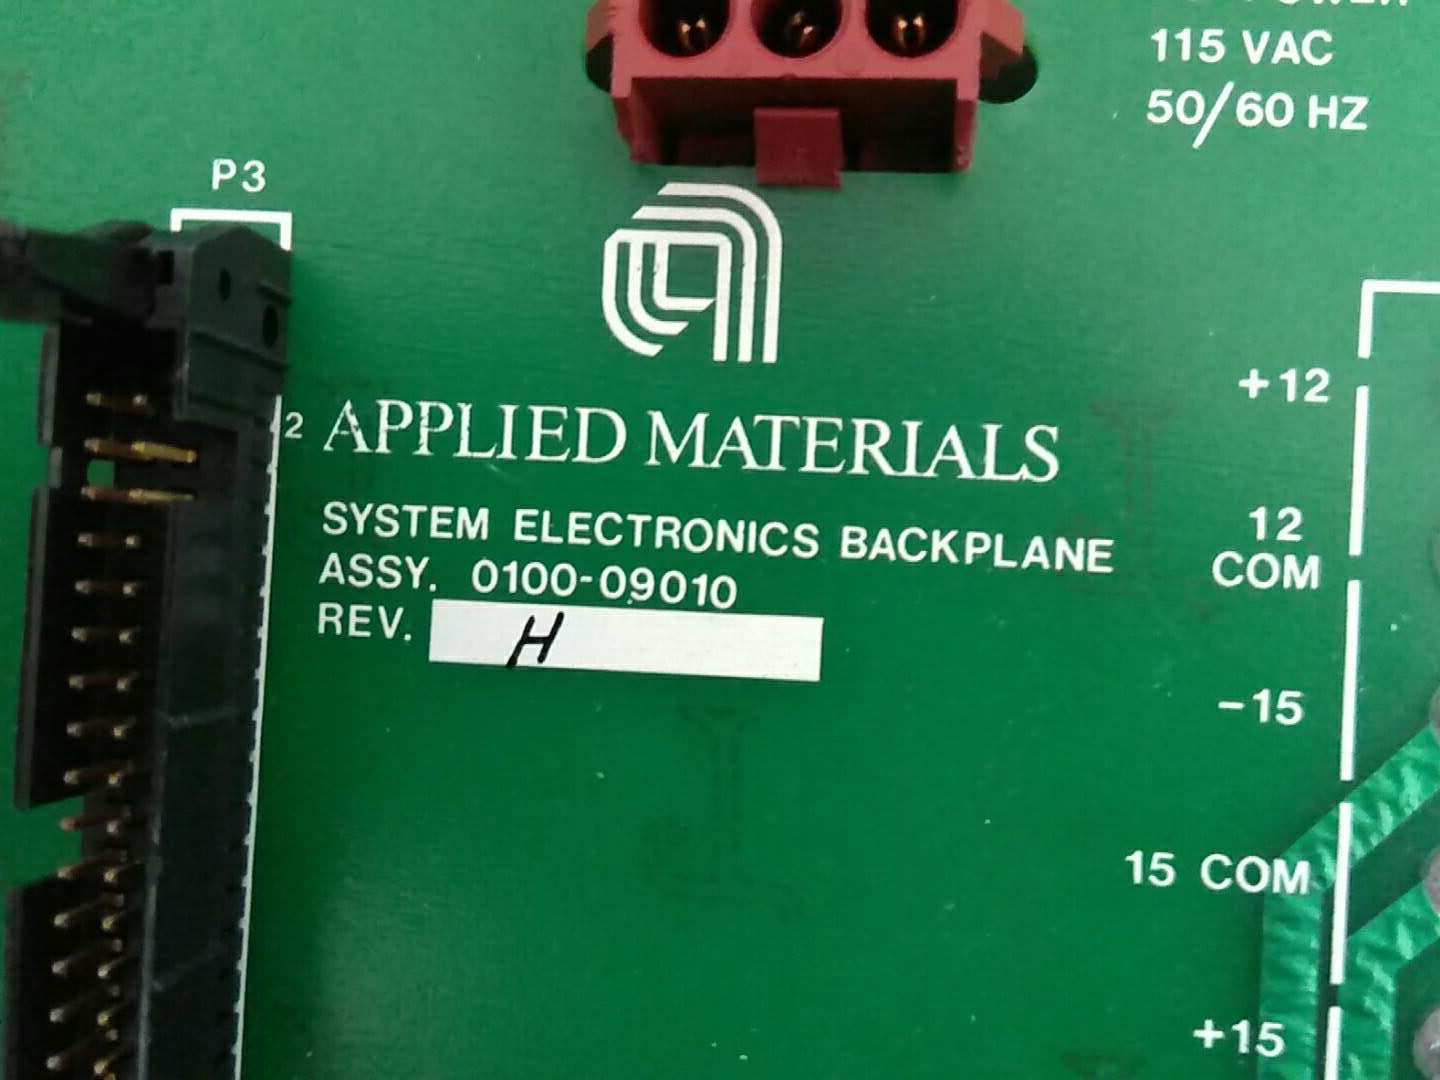 115 VAC
50/60 HZ
P3
+12
2
APPLIED MATERIALS
SYSTEM ELECTRONICS BACKPLANE
12
COM
ASSY. 0100-09010
REV. H
-15
15 COM
+15